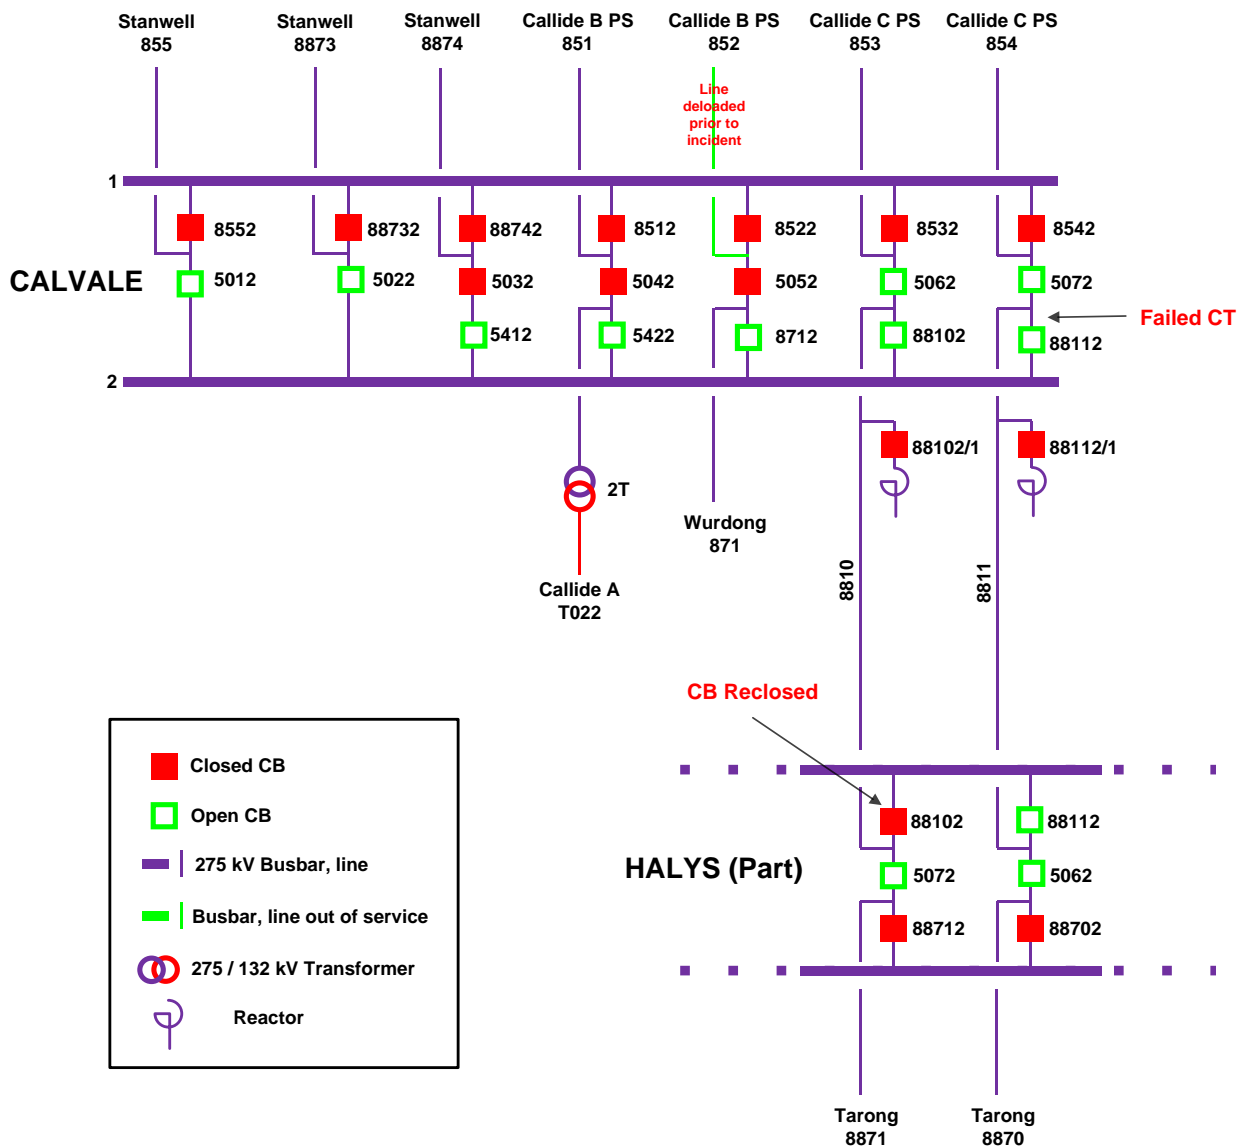 Stanwell
855
Stanwell
8873
Stanwell
8874
Callide B PS
851
Callide B PS
852
Callide C PS
853
Callide C PS
854
Line
deloaded
prior to
incident
1
8552
88732
88742
8512
8522
8532
8542
CALVALE
5012
5022
5032
5042
5052
5062
5072
Failed CT
5412
5422
8712
88102
88112
2
88102/1
88112/1
2T
Wurdong
871
Callide A
T022
8810
8811
CB Reclosed
Closed CB
Open CB
275 kV Busbar, line
Busbar, line out of service
275 / 132 kV Transformer
Reactor
HALYS (Part)
88102
88112
5072
5062
88712
88702
Tarong
8871
Tarong
8870